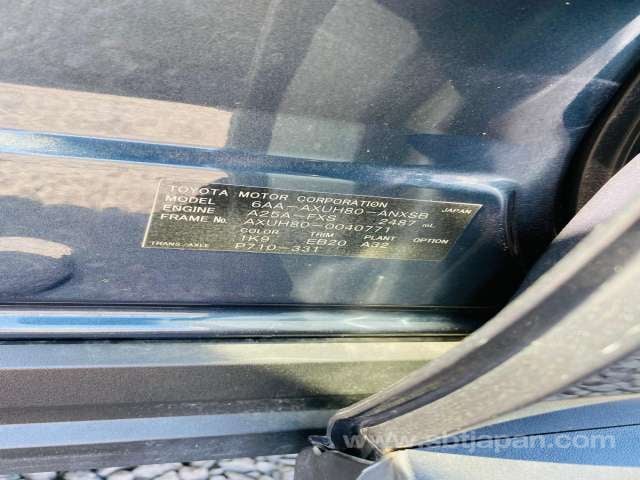 TOYOTA MOTOR CORPORATION JAPAN
MODEL 6AA-AXUH80-ANXSB
ENGINE A25A-FXS 2487 mL
FRAME No. AXUH80-0040771
COLOR TRIM PLANT OPTION
1K9 EB20 A32
TRANS./AXLE P710-33T
www.sbtjapan.com